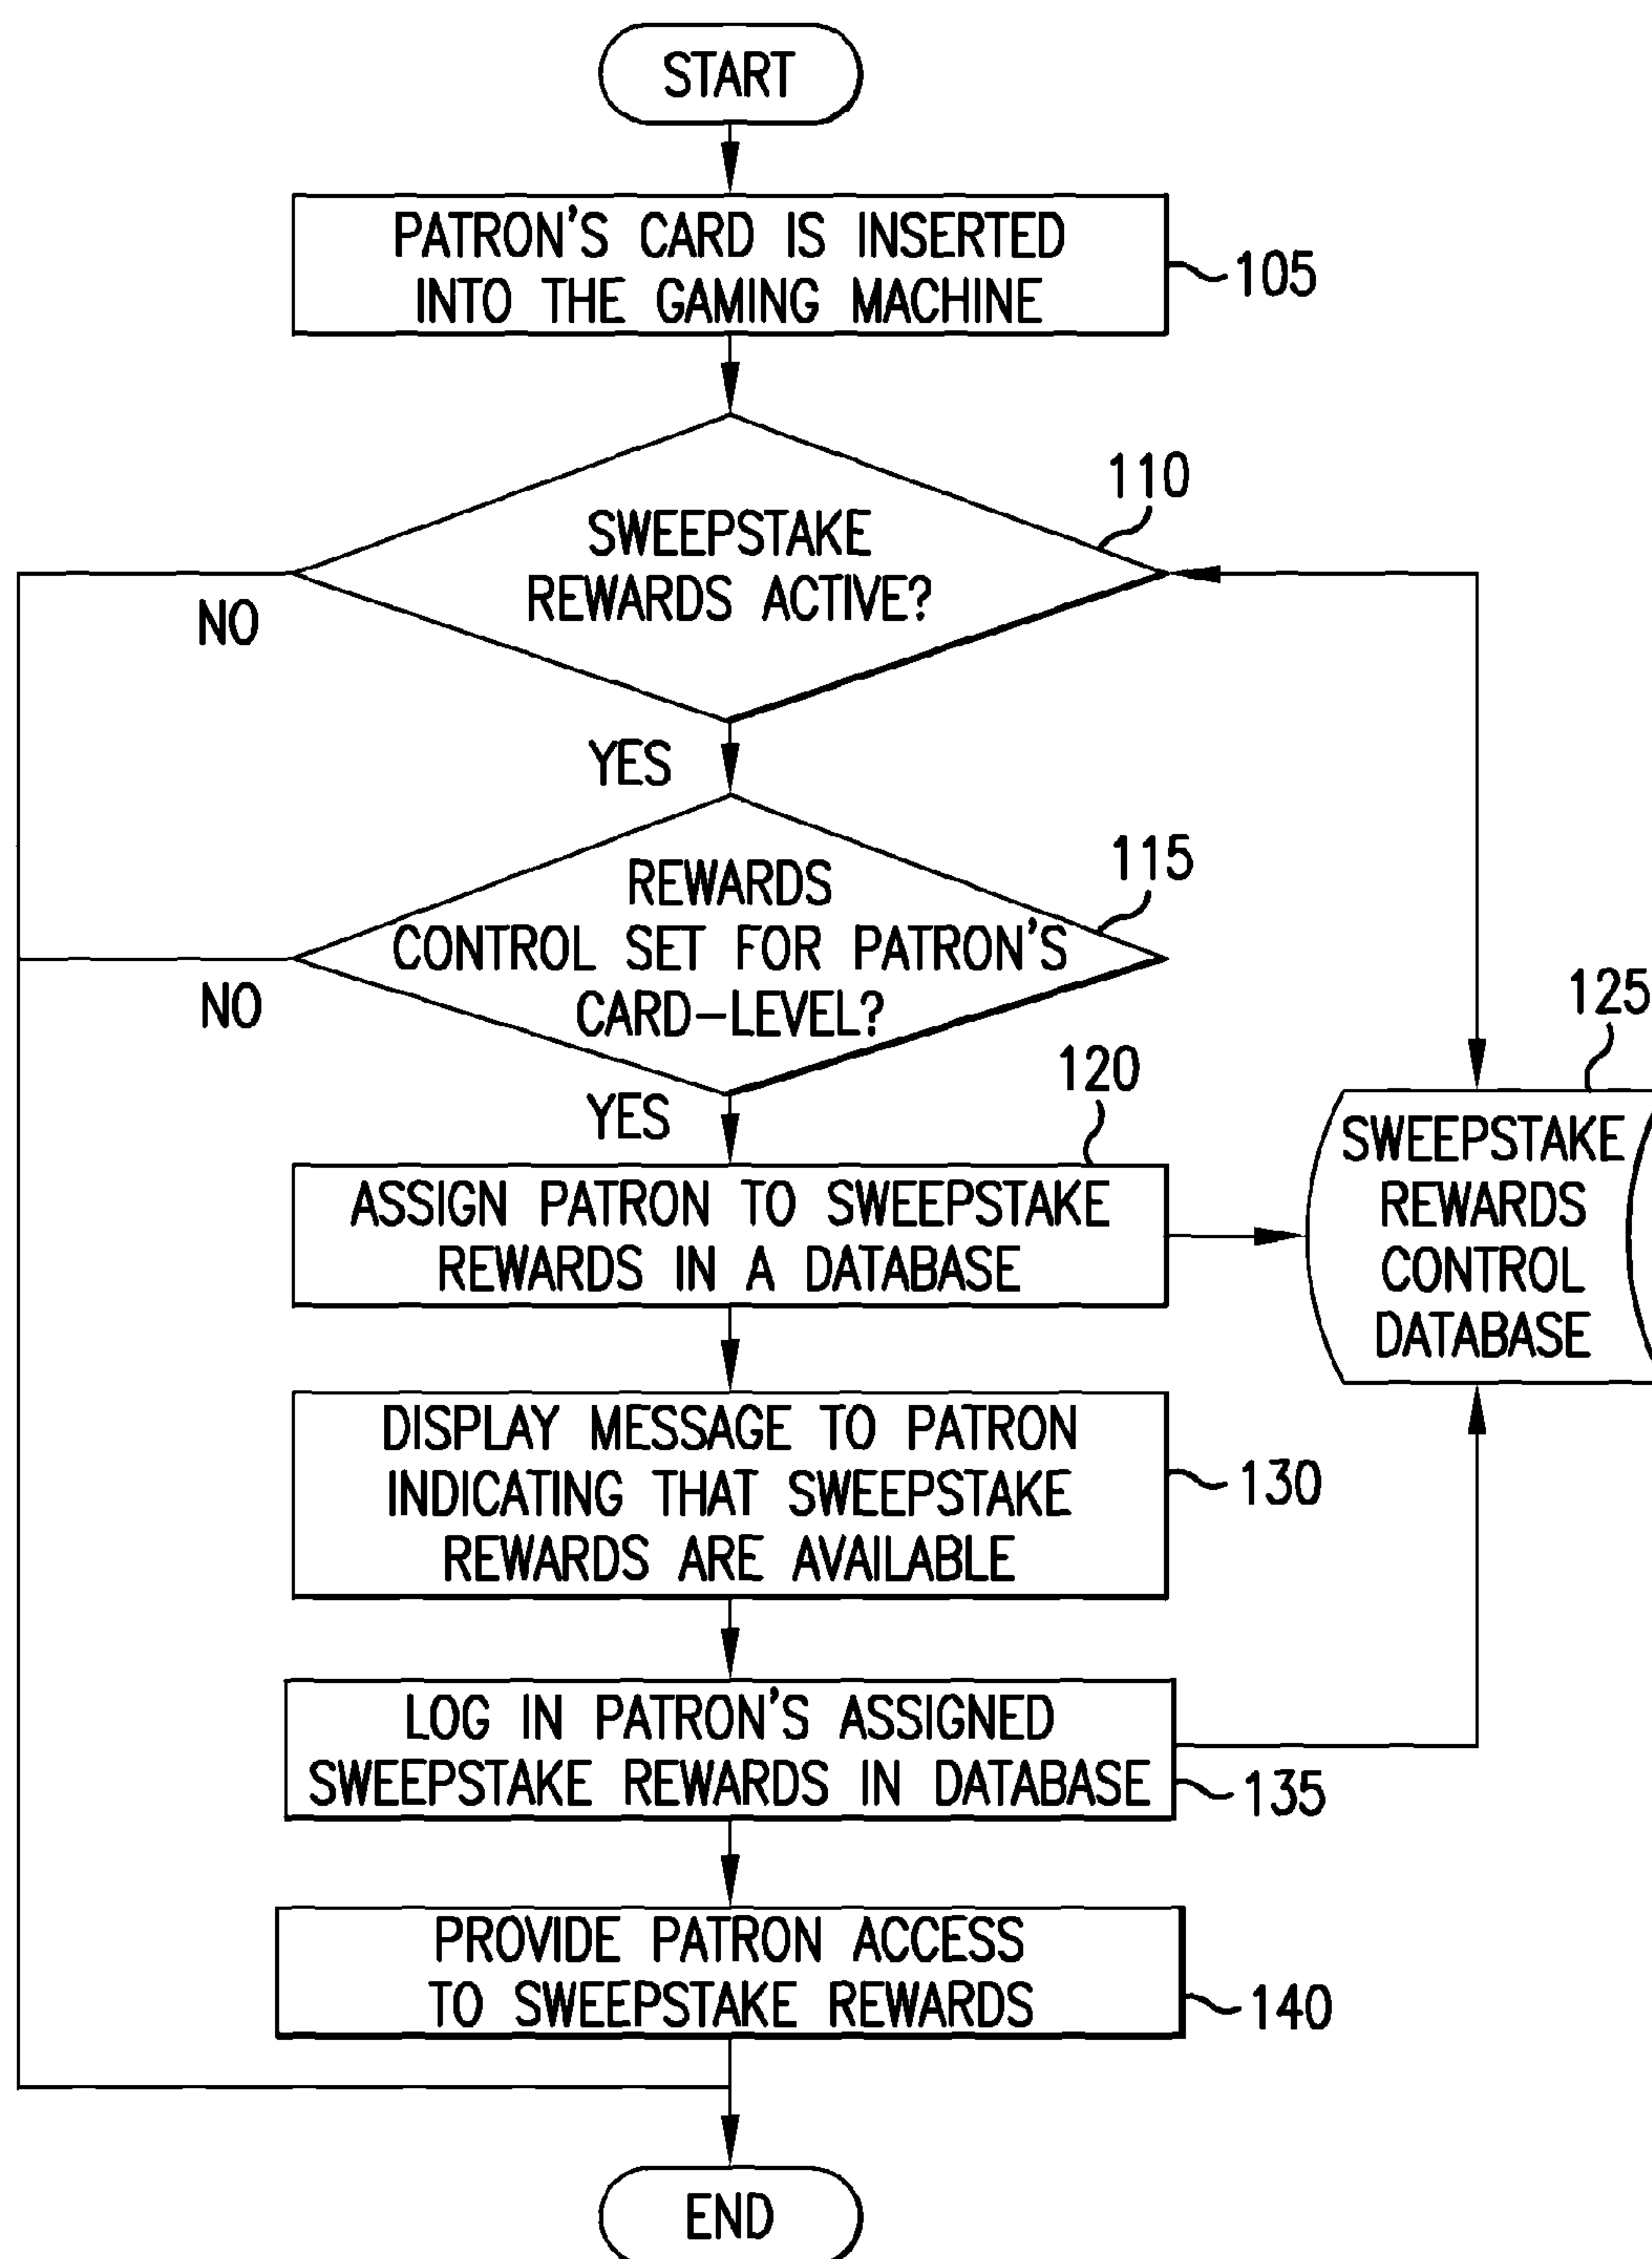 START
PATRON'S CARD IS INSERTED
INTO THE GAMING MACHINE
105
110
SWEEPSTAKE
REWARDS ACTIVE?
NO
YES
115
REWARDS
CONTROL SET FOR PATRON'S
CARD-LEVEL?
NO
YES
120
125
ASSIGN PATRON TO SWEEPSTAKE
REWARDS IN A DATABASE
SWEEPSTAKE
REWARDS
CONTROL
DATABASE
DISPLAY MESSAGE TO PATRON
INDICATING THAT SWEEPSTAKE
REWARDS ARE AVAILABLE
130
LOG IN PATRON'S ASSIGNED
SWEEPSTAKE REWARDS IN DATABASE
135
PROVIDE PATRON ACCESS
TO SWEEPSTAKE REWARDS
140
END